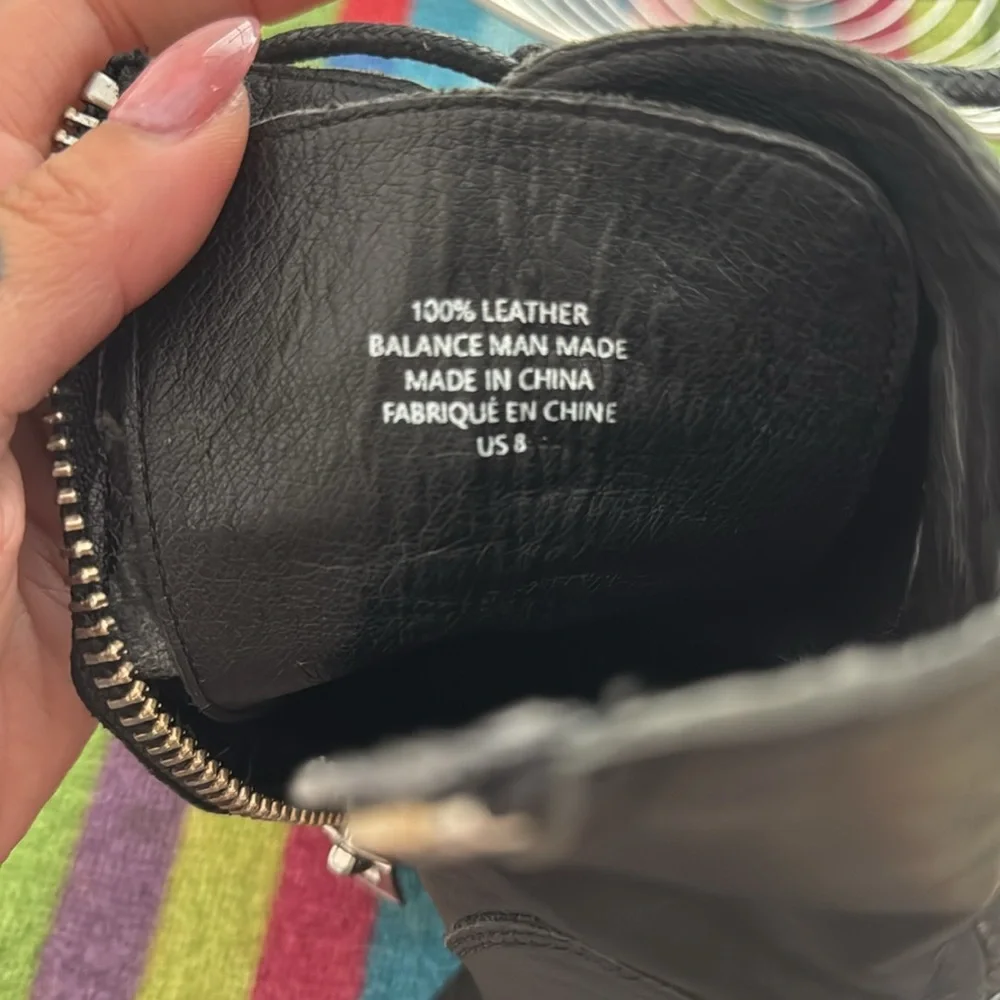 100% LEATHER
BALANCE MAN MADE
MADE IN CHINA
FABRIQUÉ EN CHINE
US 8